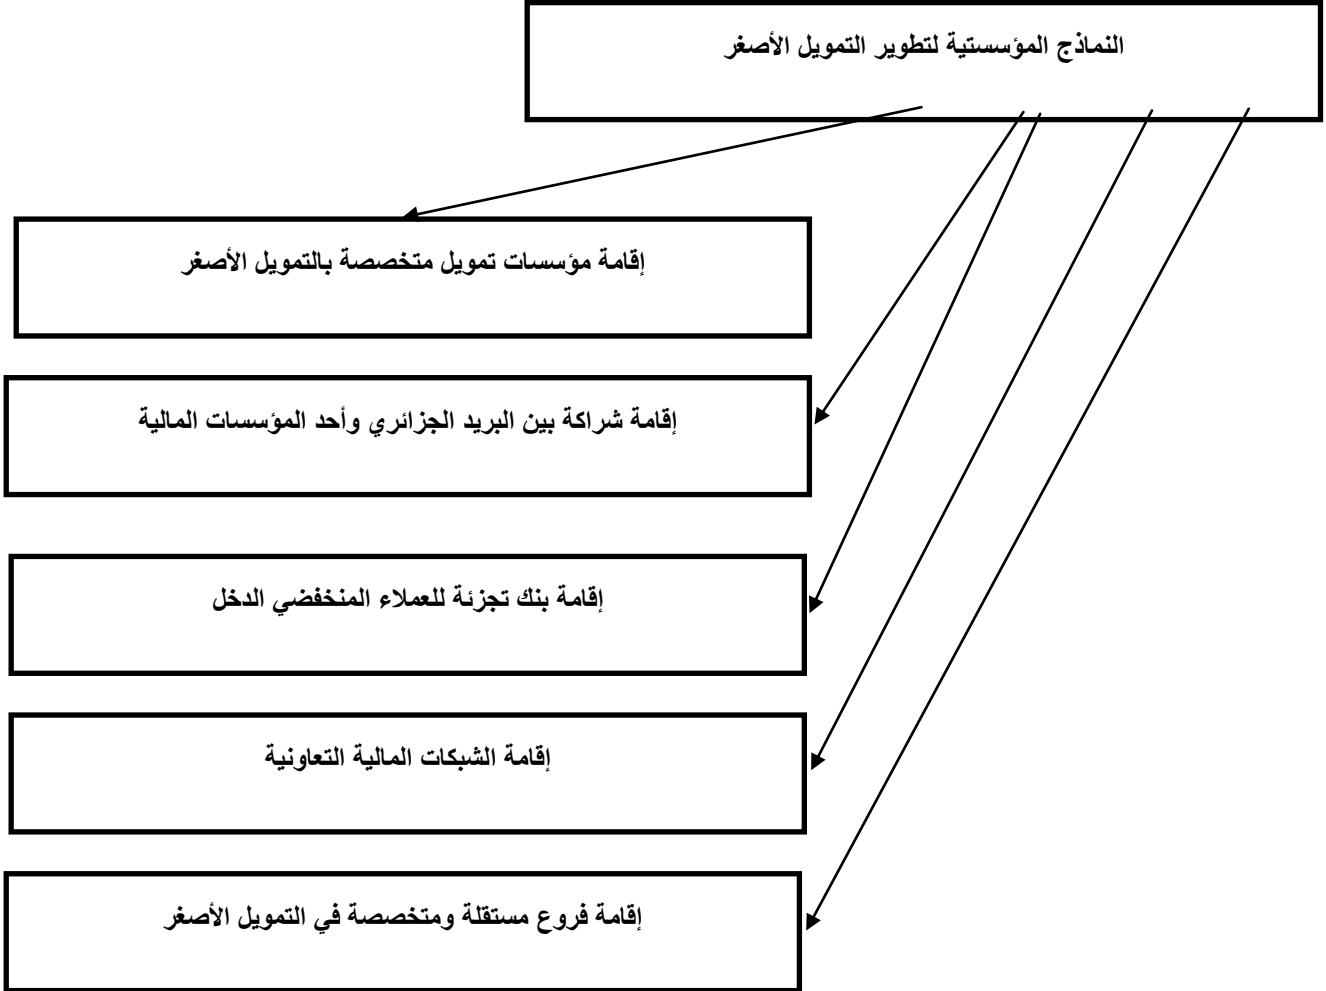 النماذج المؤسستية لتطوير التمويل الأصغر
إقامة مؤسسات تمويل متخصصة بالتمويل الأصغر
إقامة شراكة بين البريد الجزائري وأحد المؤسسات المالية
إقامة بنك تجزئة للعملاء المنخفضي الدخل
إقامة الشبكات المالية التعاونية
إقامة فروع مستقلة ومتخصصة في التمويل الأصغر